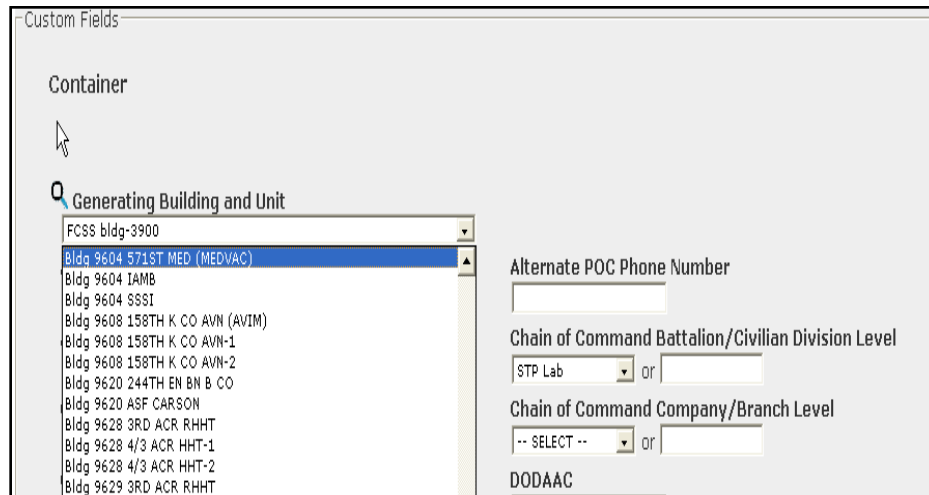 Custom Fields
Container
Generating Building and Unit
FCSS bldg-3900
Bldg 9604 571ST MED (MEDVAC)
Bldg 9604 IAMB
Bldg 9604 SSSI
Bldg 9608 158TH K CO AVN (AVIM)
Bldg 9608 158TH K CO AVN-1
Bldg 9608 158TH K CO AVN-2
Bldg 9620 244TH EN BN B CO
Bldg 9620 ASF CARSON
Bldg 9628 3RD ACR RHHT
Bldg 9628 4/3 ACR HHT-1
Bldg 9628 4/3 ACR HHT-2
Bldg 9629 3RD ACR RHHT
Alternate POC Phone Number
Chain of Command Battalion/Civilian Division Level
STP Lab or
Chain of Command Company/Branch Level
-- SELECT -- or
DODAAC